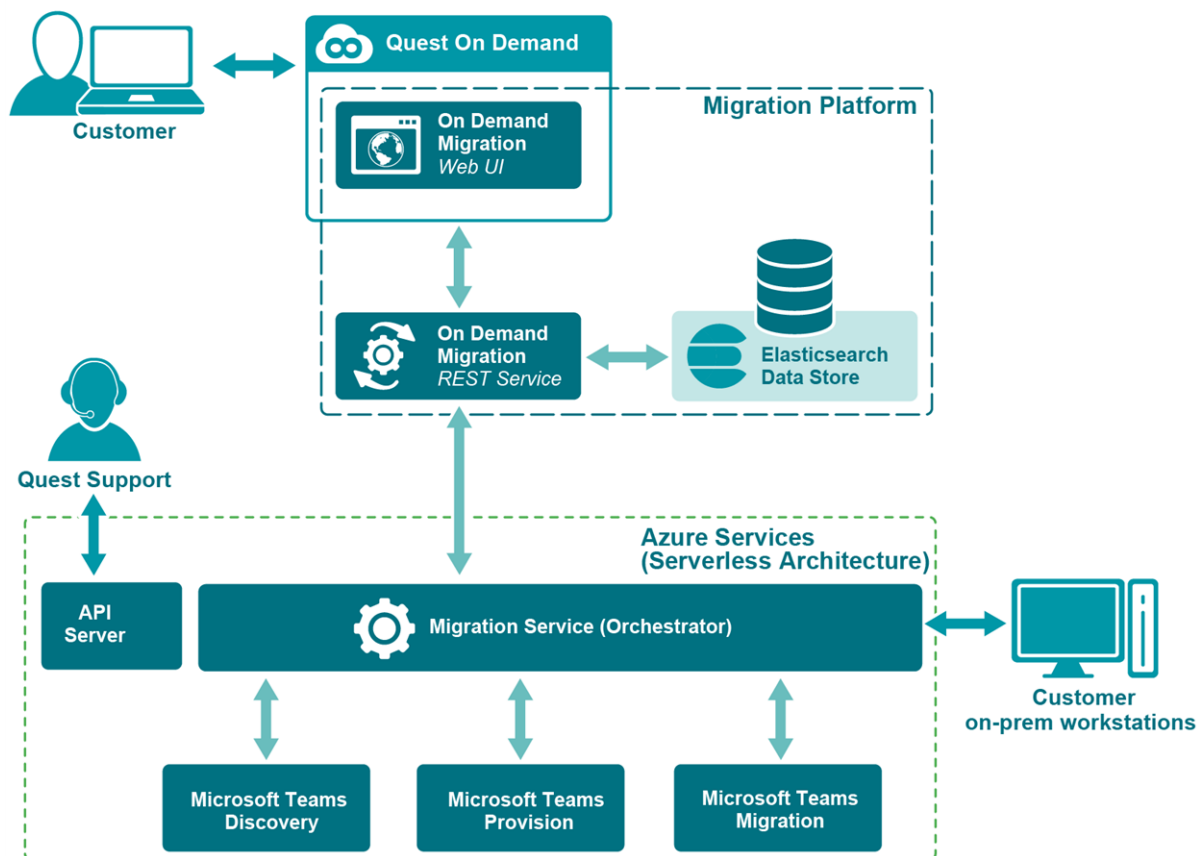 Quest On Demand
Customer
Migration Platform
On Demand
Migration
Web UI
On Demand
Migration
REST Service
Elasticsearch
Data Store
Quest Support
Azure Services
(Serverless Architecture)
API
Server
Migration Service (Orchestrator)
Customer
on-prem workstations
Microsoft Teams
Discovery
Microsoft Teams
Provision
Microsoft Teams
Migration